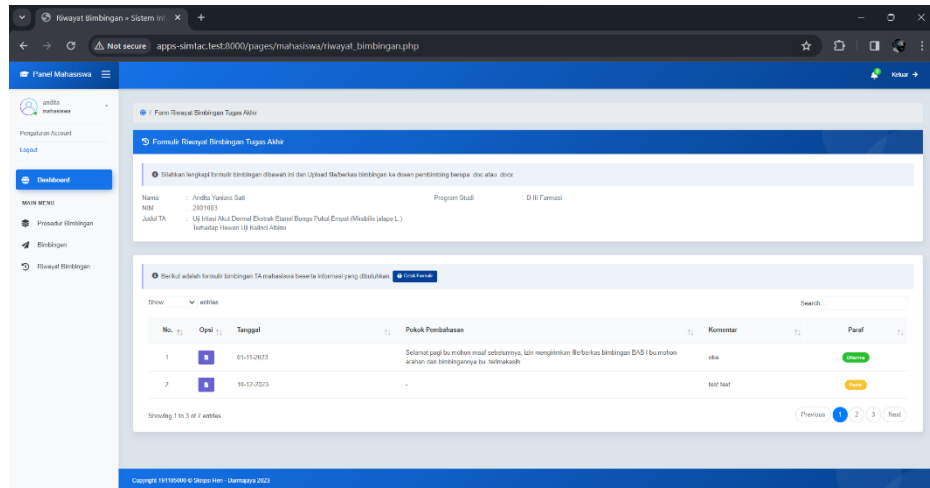 Riwayat Bimbingan » Sistem Inf
Not secure apps-simtac.test:8000/pages/mahasiswa/riwayat_bimbingan.php
Panel Mahasiswa
Keluar
andita
mahasiswa
Pengaturan Account
Logout
Dashboard
MAIN MENU
Prosedur Bimbingan
Bimbingan
Riwayat Bimbingan
/ Form Riwayat Bimbingan Tugas Akhir
Formulir Riwayat Bimbingan Tugas Akhir
Silahkan lengkapi formulir bimbingan dibawah ini dan Upload file/berkas bimbingan ke dosen pembimbing berupa .doc atau .docx
Nama : Andita Yuniara Sari
Program Studi : D III Farmasi
NIM : 2001003
Judul TA : Uji Iritasi Akut Dermal Ekstrak Etanol Bunga Pukul Empat (Mirabilis jalapa L.)
Terhadap Hewan Uji Kelinci Albino
Berikut adalah formulir bimbingan TA mahasiswa beserta informasi yang dibutuhkan. Cetak Formulir
Show entries
Search
No. Opsi Tanggal Pokok Pembahasan Komentar Paraf
1 01-11-2023 Selamat pagi bu mohon maaf sebelumnya, izin mengirimkan file/berkas bimbingan BAB I bu.mohon
arahan dan bimbingannya bu. terimakasih
oke Diterima
2 10-12-2023 - test test
Showing 1 to 3 of 7 entries
Previous 1 2 3 Next
Copyright 191105000 © Skripsi Heri - Darmajaya 2023